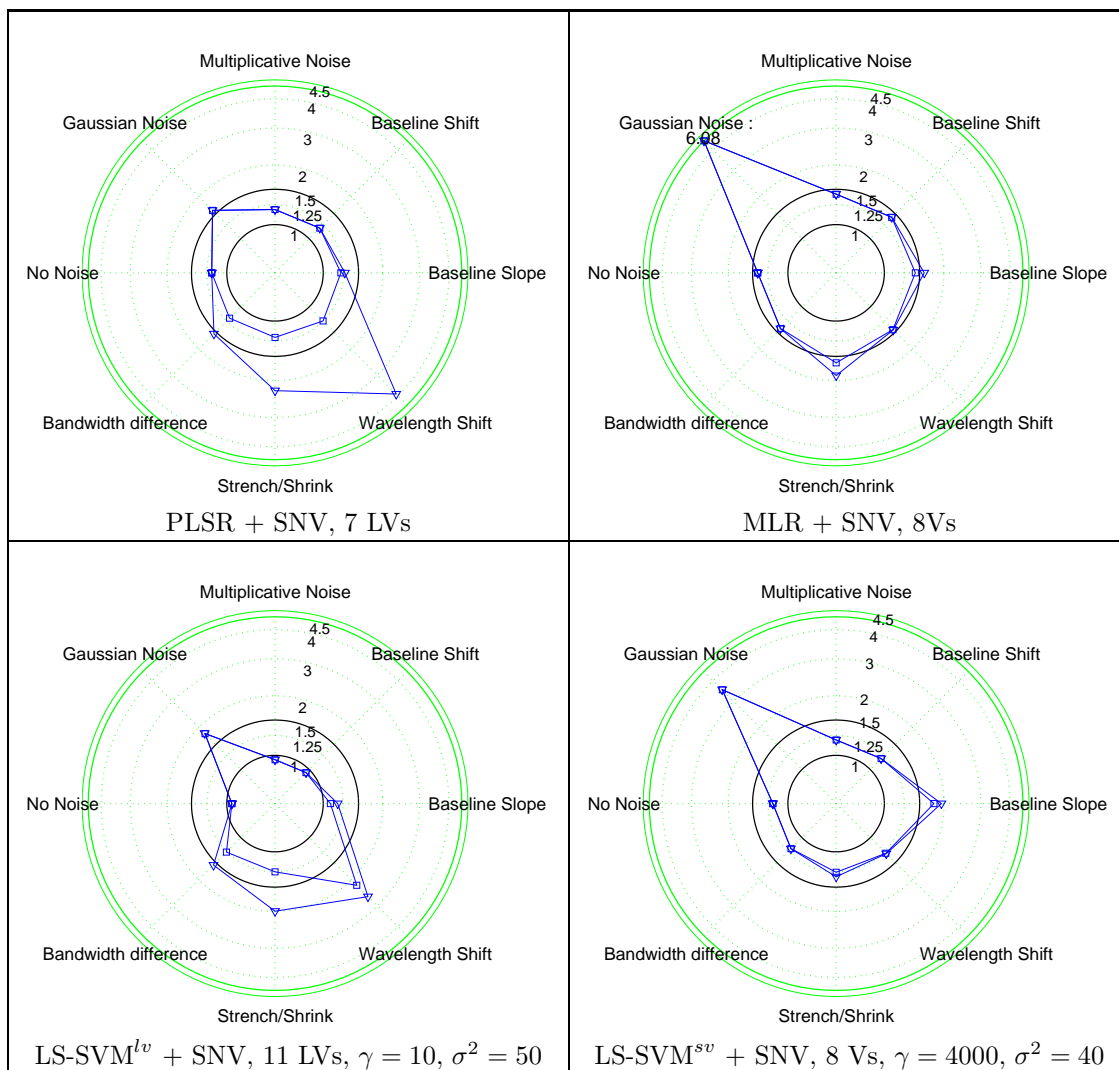 Multiplicative Noise
4.5
4
Gaussian Noise
Baseline Shift
3
2
1.5
1.25
1
No Noise
Baseline Slope
Bandwidth difference
Wavelength Shift
Strench/Shrink
PLSR + SNV, 7 LVs
Multiplicative Noise
4.5
4
Gaussian Noise :
6.08
Baseline Shift
3
2
1.5
1.25
1
No Noise
Baseline Slope
Bandwidth difference
Wavelength Shift
Strench/Shrink
MLR + SNV, 8Vs
Multiplicative Noise
4.5
4
Gaussian Noise
Baseline Shift
3
2
1.5
1.25
1
No Noise
Baseline Slope
Bandwidth difference
Wavelength Shift
Strench/Shrink
LS-SVM^{lv} + SNV, 11 LVs, γ = 10, σ² = 50
Multiplicative Noise
4.5
4
Gaussian Noise
Baseline Shift
3
2
1.5
1.25
1
No Noise
Baseline Slope
Bandwidth difference
Wavelength Shift
Strench/Shrink
LS-SVM^{sv} + SNV, 8 Vs, γ = 4000, σ² = 40